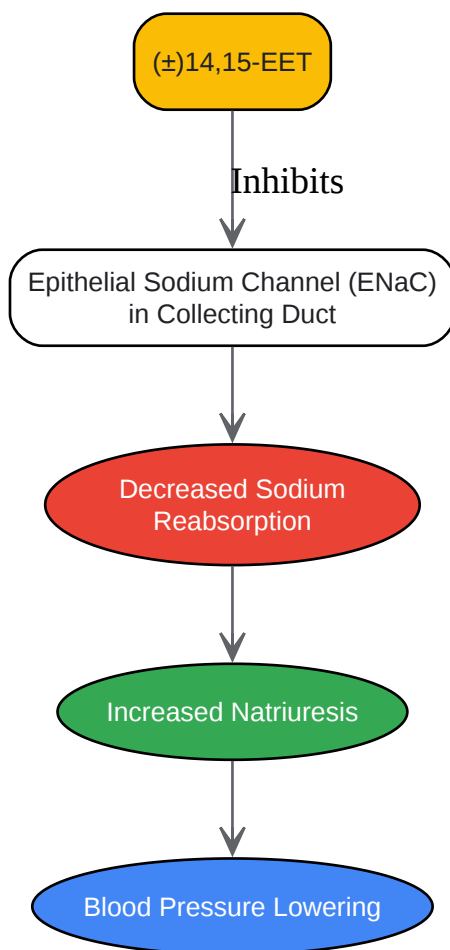 (±)14,15-EET
Inhibits
Epithelial Sodium Channel (ENaC)
in Collecting Duct
Decreased Sodium
Reabsorption
Increased Natriuresis
Blood Pressure Lowering